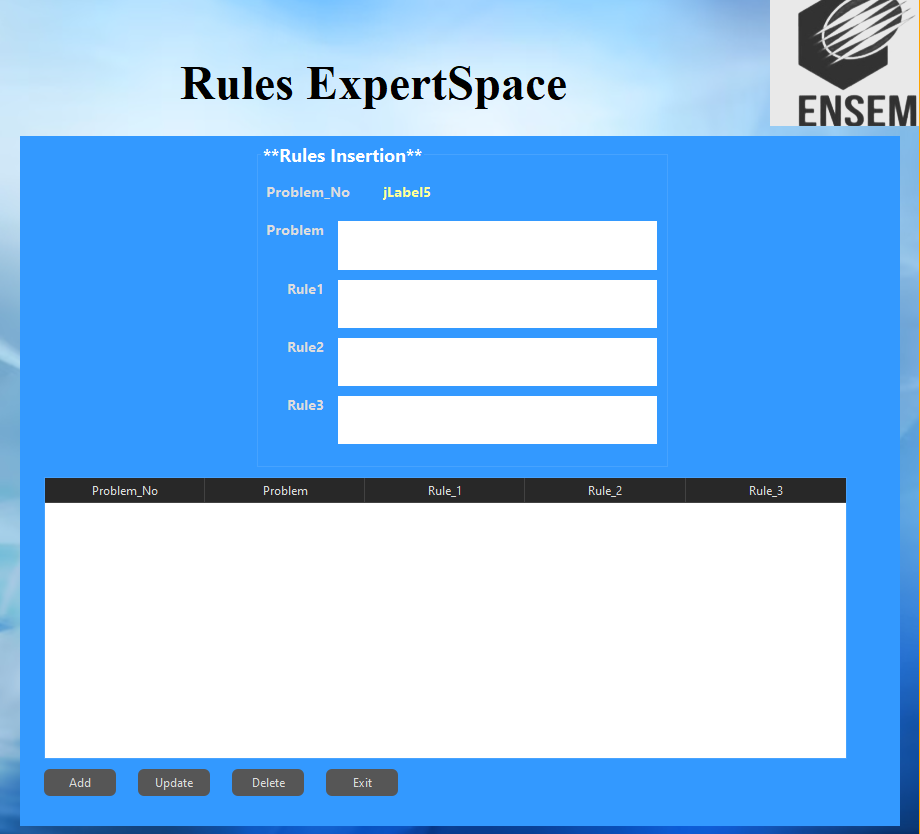 Rules ExpertSpace
ENSEM
**Rules Insertion**
Problem_No jLabel5
Problem
Rule1
Rule2
Rule3
Problem_No Problem Rule_1 Rule_2 Rule_3
Add Update Delete Exit